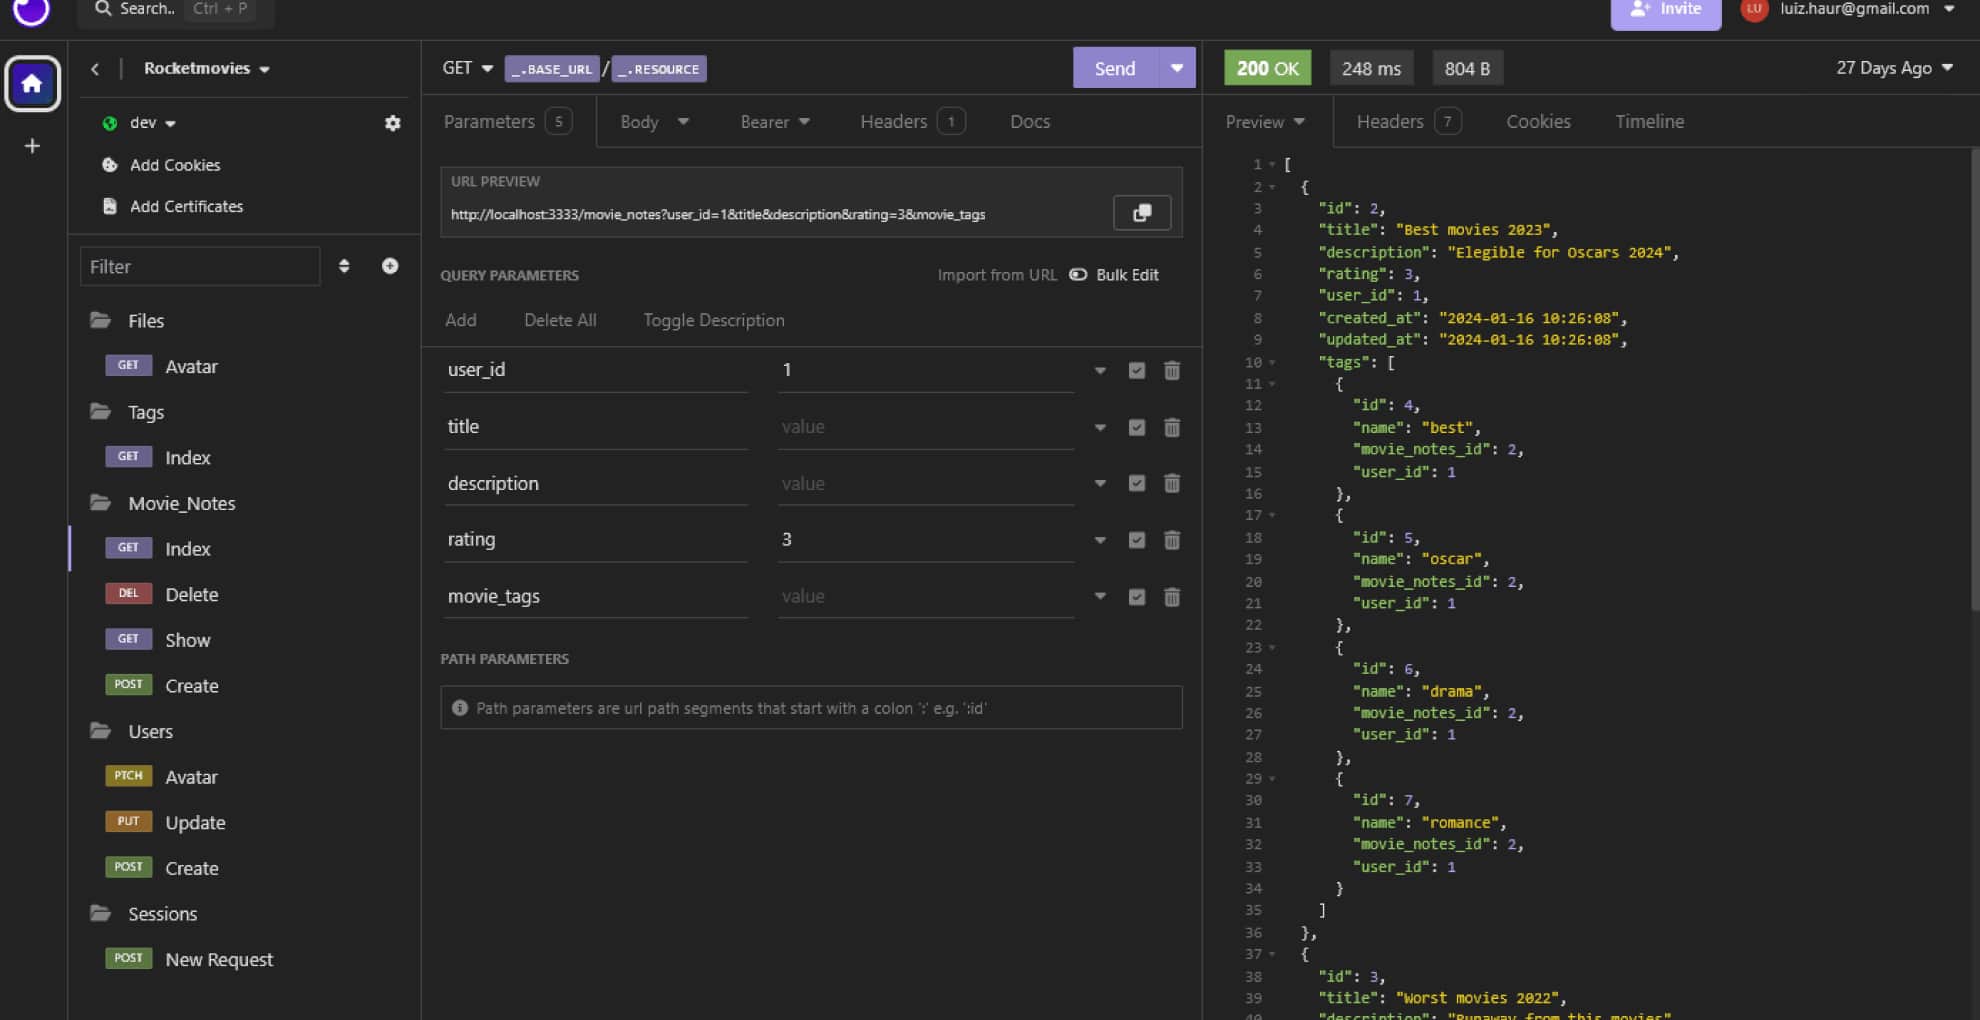 Search.. Ctrl + P
Invite
LU luiz.haur@gmail.com
Rocketmovies
dev
Add Cookies
Add Certificates
Filter
Files
GET Avatar
Tags
GET Index
Movie_Notes
GET Index
DEL Delete
GET Show
POST Create
Users
PTCH Avatar
PUT Update
POST Create
Sessions
POST New Request
GET _.BASE_URL / _.RESOURCE
Send
Parameters 5 Body Bearer Headers 1 Docs
URL PREVIEW
http://localhost:3333/movie_notes?user_id=1&title&description&rating=3&movie_tags
QUERY PARAMETERS Import from URL Bulk Edit
Add Delete All Toggle Description
user_id 1
title value
description value
rating 3
movie_tags value
PATH PARAMETERS
Path parameters are url path segments that start with a colon ':' e.g. ':id'
200 OK 248 ms 804 B 27 Days Ago
Preview Headers 7 Cookies Timeline
1 [
2 {
3 "id": 2,
4 "title": "Best movies 2023",
5 "description": "Elegible for Oscars 2024",
6 "rating": 3,
7 "user_id": 1,
8 "created_at": "2024-01-16 10:26:08",
9 "updated_at": "2024-01-16 10:26:08",
10 "tags": [
11 {
12 "id": 4,
13 "name": "best",
14 "movie_notes_id": 2,
15 "user_id": 1
16 },
17 {
18 "id": 5,
19 "name": "oscar",
20 "movie_notes_id": 2,
21 "user_id": 1
22 },
23 {
24 "id": 6,
25 "name": "drama",
26 "movie_notes_id": 2,
27 "user_id": 1
28 },
29 {
30 "id": 7,
31 "name": "romance",
32 "movie_notes_id": 2,
33 "user_id": 1
34 }
35 ]
36 },
37 {
38 "id": 3,
39 "title": "Worst movies 2022",
40 "description": "Runaway from this movies"